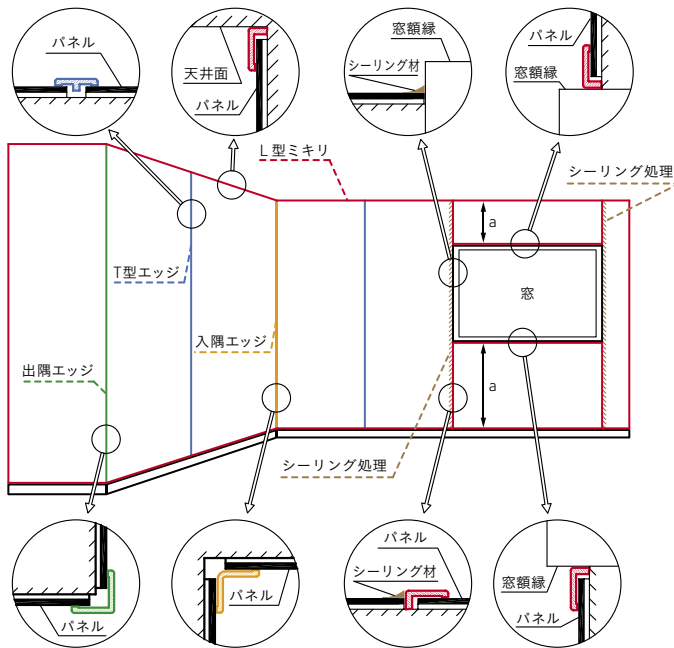 パネル
天井面
パネル
窓額縁
シーリング材
パネル
窓額縁
L型ミキリ
シーリング処理
a
T型エッジ
窓
入隅エッジ
出隅エッジ
a
シーリング処理
パネル
パネル
パネル
シーリング材
窓額縁
パネル